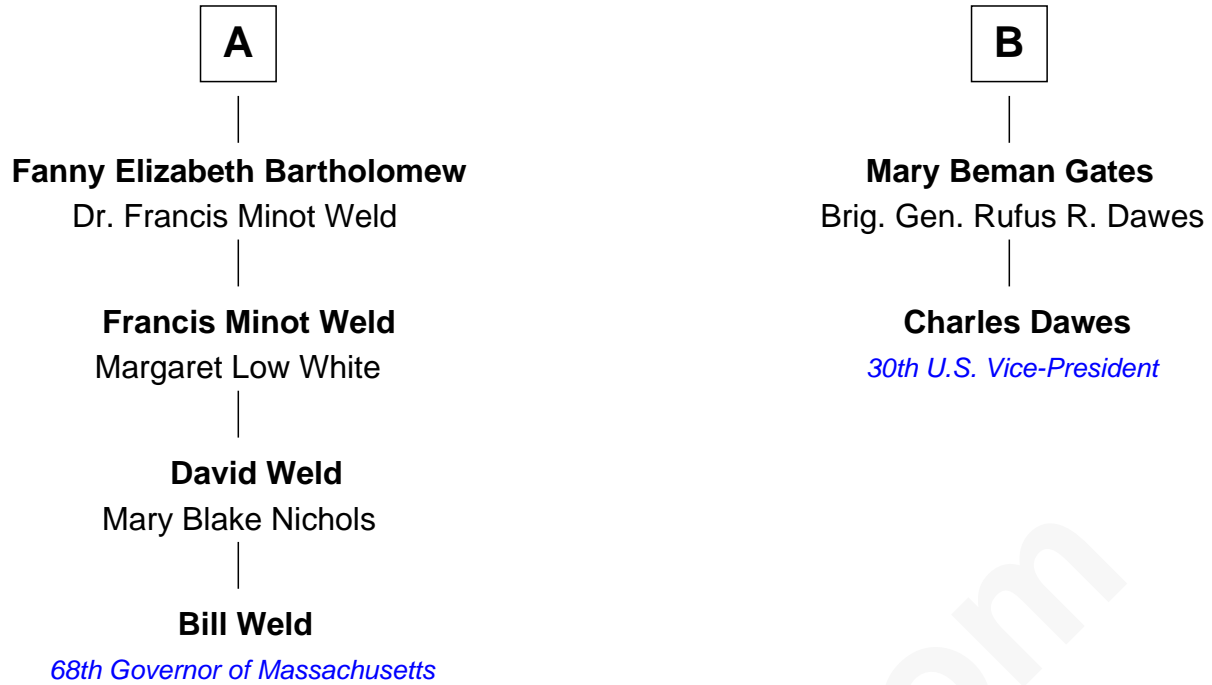 A
Fanny Elizabeth Bartholomew
Dr. Francis Minot Weld
Francis Minot Weld
Margaret Low White
David Weld
Mary Blake Nichols
Bill Weld
68th Governor of Massachusetts
B
Mary Beman Gates
Brig. Gen. Rufus R. Dawes
Charles Dawes
30th U.S. Vice-President
om